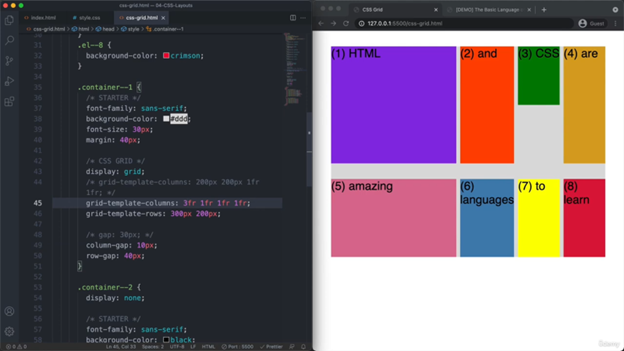 css-grid.html — 04-CSS-Layouts
index.html
style.css
css-grid.html
css-grid.html > html > head > style > .container--1
31 .el--8 {
32 background-color: crimson;
33 }
34
35 .container--1 {
36 /* STARTER */
37 font-family: sans-serif;
38 background-color: #ddd;
39 font-size: 30px;
40 margin: 40px;
41
42 /* CSS GRID */
43 display: grid;
44 /* grid-template-columns: 200px 200px 1fr
1fr; */
45 grid-template-columns: 3fr 1fr 1fr 1fr;
46 grid-template-rows: 300px 200px;
47
48 /* gap: 30px; */
49 column-gap: 10px;
50 row-gap: 40px;
51 }
52
53 .container--2 {
54 display: none;
55
56 /* STARTER */
57 font-family: sans-serif;
58 background-color: black;
Ln 45, Col 33
Spaces: 2
UTF-8
LF
HTML
Port : 5500
Prettier
CSS Grid
[DEMO] The Basic Language
127.0.0.1:5500/css-grid.html
Guest
(1) HTML
(2) and
(3) CSS
(4) are
(5) amazing
(6) languages
(7) to
(8) learn
Udemy